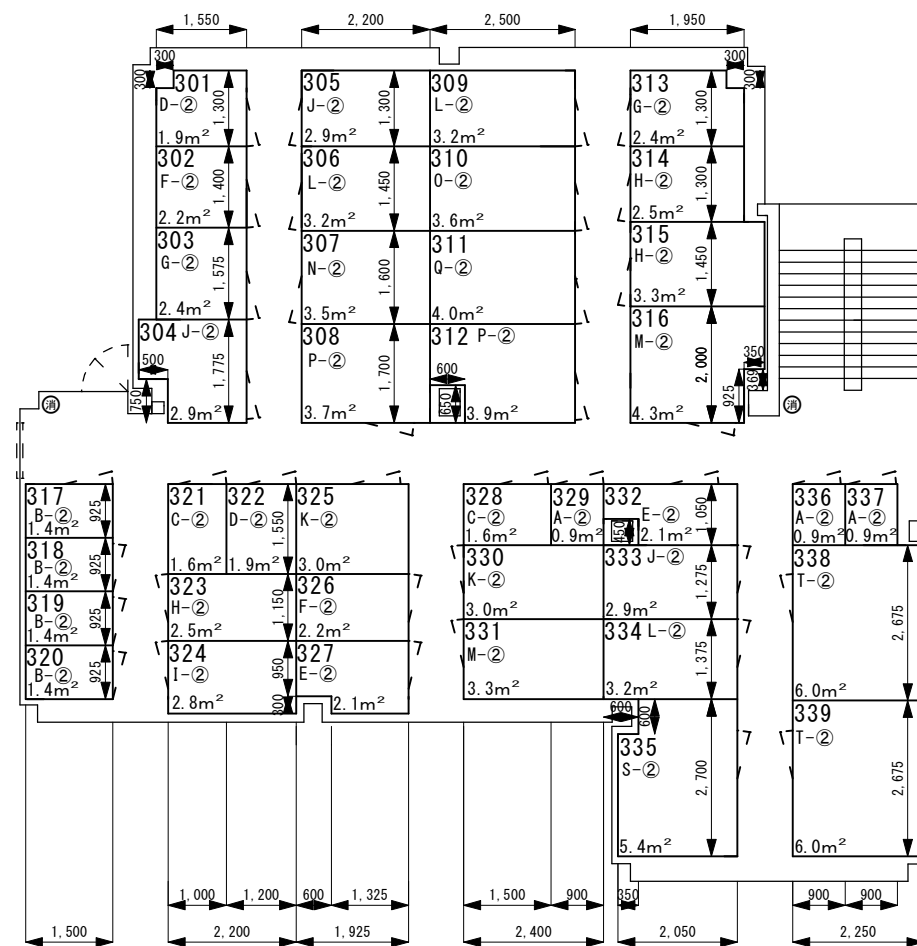 1,550
2,200
2,500
1,950
300
300
300
300
301
D-②
1.9m²
1,300
302
F-②
2.2m²
1,400
303
G-②
2.4m²
1,575
304 J-②
500
750
2.9m²
1,775
305
J-②
2.9m²
1,300
306
L-②
3.2m²
1,450
307
N-②
3.5m²
1,600
308
P-②
3.7m²
1,700
309
L-②
3.2m²
310
O-②
3.6m²
311
Q-②
4.0m²
312 P-②
600
650
3.9m²
313
G-②
2.4m²
1,300
314
H-②
2.5m²
1,300
315
H-②
3.3m²
1,450
316
M-②
4.3m²
2,000
350
369
925
消
消
317
B-②
1.4m²
925
318
B-②
1.4m²
925
319
B-②
1.4m²
925
320
B-②
1.4m²
925
321
C-②
1.6m²
322
D-②
1.9m²
1,550
323
H-②
2.5m²
1,150
324
I-②
2.8m²
950
300
325
K-②
3.0m²
326
F-②
2.2m²
327
E-②
2.1m²
328
C-②
1.6m²
329
A-②
0.9m²
330
K-②
3.0m²
331
M-②
3.3m²
332
E-②
450
2.1m²
1,050
333 J-②
2.9m²
1,275
334 L-②
3.2m²
1,375
600
600
335
S-②
5.4m²
2,700
336
A-②
0.9m²
337
A-②
0.9m²
338
T-②
6.0m²
2,675
339
T-②
6.0m²
2,675
1,000
1,200
600
1,325
1,500
900
350
900
900
1,500
2,200
1,925
2,400
2,050
2,250